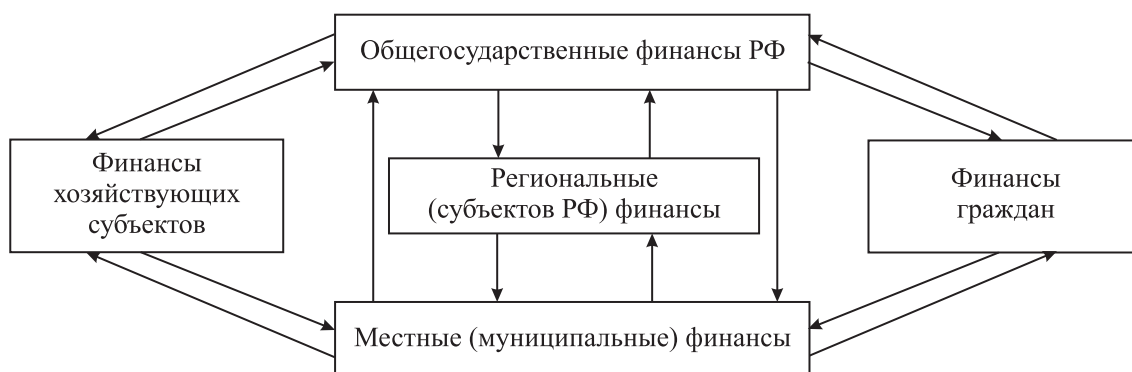 Общегосударственные финансы РФ
Финансы
хозяйствующих
субъектов
Региональные
(субъектов РФ) финансы
Финансы
граждан
Местные (муниципальные) финансы